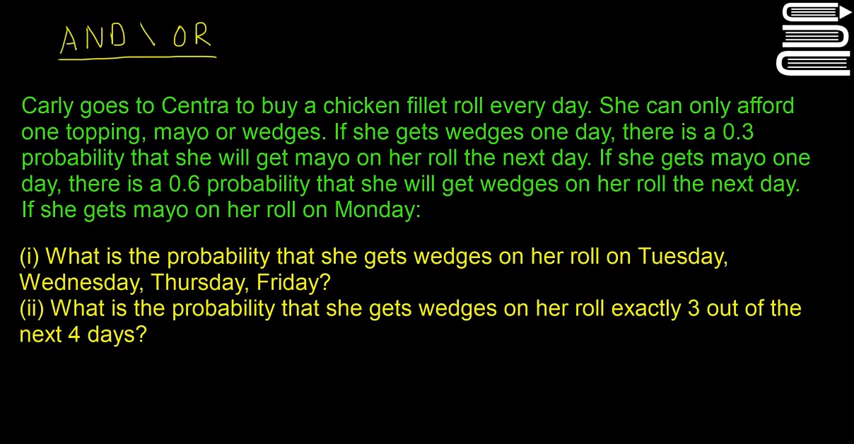 AND \ OR
Carly goes to Centra to buy a chicken fillet roll every day. She can only afford
one topping, mayo or wedges. If she gets wedges one day, there is a 0.3
probability that she will get mayo on her roll the next day. If she gets mayo one
day, there is a 0.6 probability that she will get wedges on her roll the next day.
If she gets mayo on her roll on Monday:
(i) What is the probability that she gets wedges on her roll on Tuesday,
Wednesday, Thursday, Friday?
(ii) What is the probability that she gets wedges on her roll exactly 3 out of the
next 4 days?